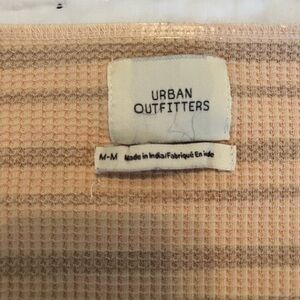 URBAN
OUTFITTERS
M-M Made in India/Fabriqué En inde